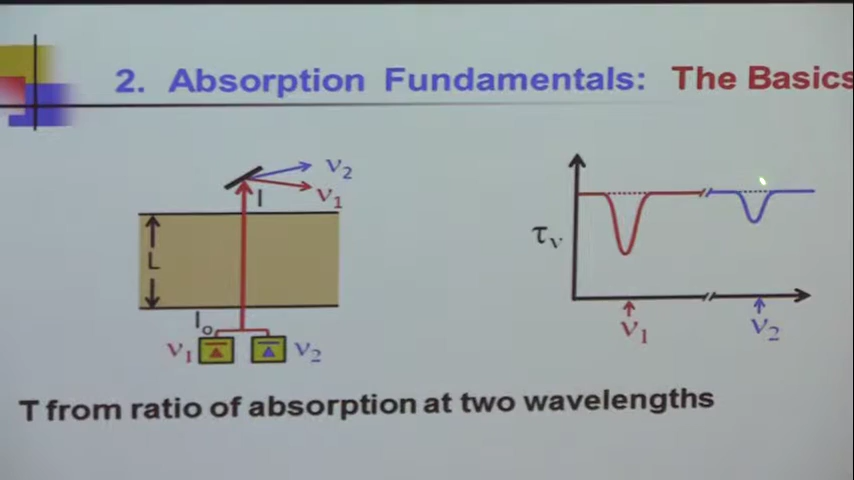 2. Absorption Fundamentals: The Basics
ν2
ν1
I
L
Io
ν1
ν2
τν
ν1
ν2
T from ratio of absorption at two wavelengths